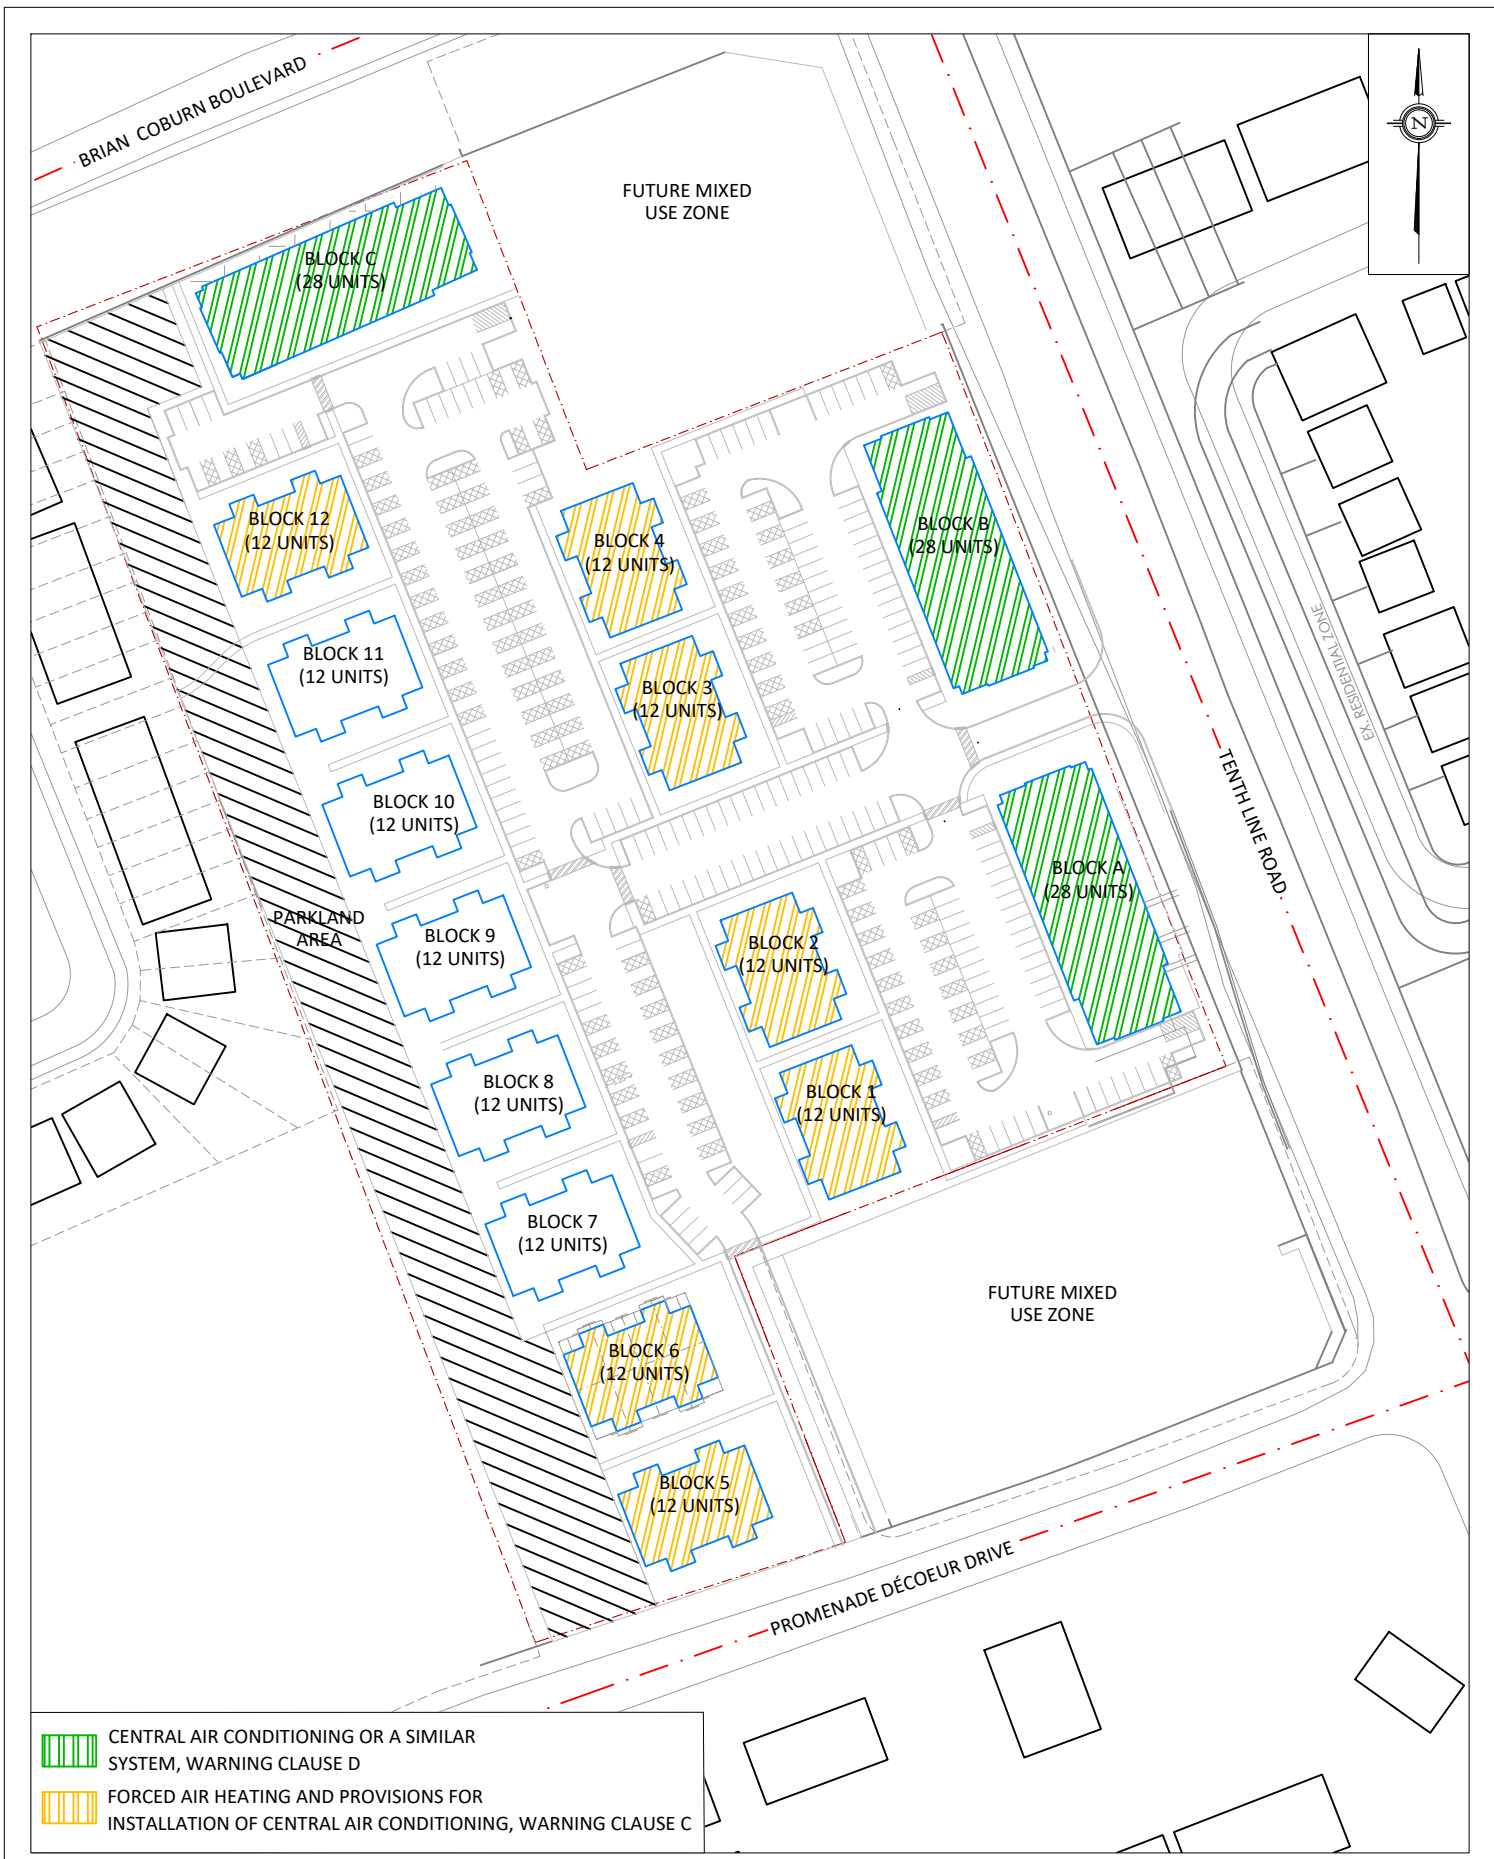 BRIAN COBURN BOULEVARD
N
FUTURE MIXED
USE ZONE
BLOCK C
(28 UNITS)
BLOCK 12
(12 UNITS)
BLOCK 4
(12 UNITS)
BLOCK B
(28 UNITS)
BLOCK 11
(12 UNITS)
BLOCK 3
(12 UNITS)
EX. RESIDENTIAL ZONE
BLOCK 10
(12 UNITS)
TENTH LINE ROAD
BLOCK A
(28 UNITS)
PARKLAND
AREA
BLOCK 9
(12 UNITS)
BLOCK 2
(12 UNITS)
BLOCK 8
(12 UNITS)
BLOCK 1
(12 UNITS)
BLOCK 7
(12 UNITS)
FUTURE MIXED
USE ZONE
BLOCK 6
(12 UNITS)
BLOCK 5
(12 UNITS)
PROMENADE DÉCOEUR DRIVE
CENTRAL AIR CONDITIONING OR A SIMILAR
SYSTEM, WARNING CLAUSE D
FORCED AIR HEATING AND PROVISIONS FOR
INSTALLATION OF CENTRAL AIR CONDITIONING, WARNING CLAUSE C